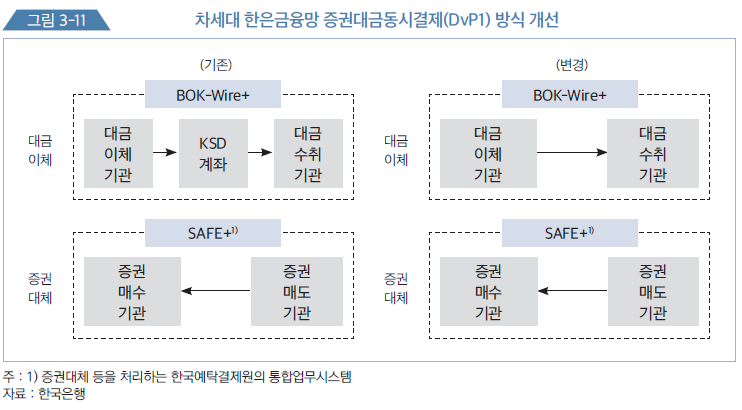 그림 3-11
차세대 한은금융망 증권대금동시결제(DvP1) 방식 개선
(기존)
BOK-Wire+
대금
이체
대금
이체
기관
KSD
계좌
대금
수취
기관
SAFE+1)
증권
대체
증권
매수
기관
증권
매도
기관
(변경)
BOK-Wire+
대금
이체
대금
이체
기관
대금
수취
기관
SAFE+1)
증권
대체
증권
매수
기관
증권
매도
기관
주 : 1) 증권대체 등을 처리하는 한국예탁결제원의 통합업무시스템
자료 : 한국은행